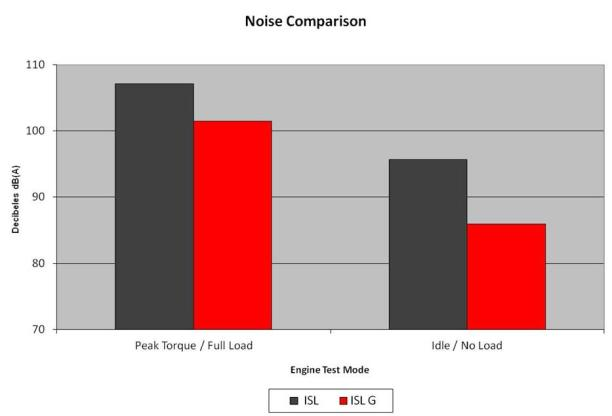 Noise Comparison
110
100
90
80
70
Decibeles dB(A)
Peak Torque / Full Load
Idle / No Load
Engine Test Mode
ISL
ISL G